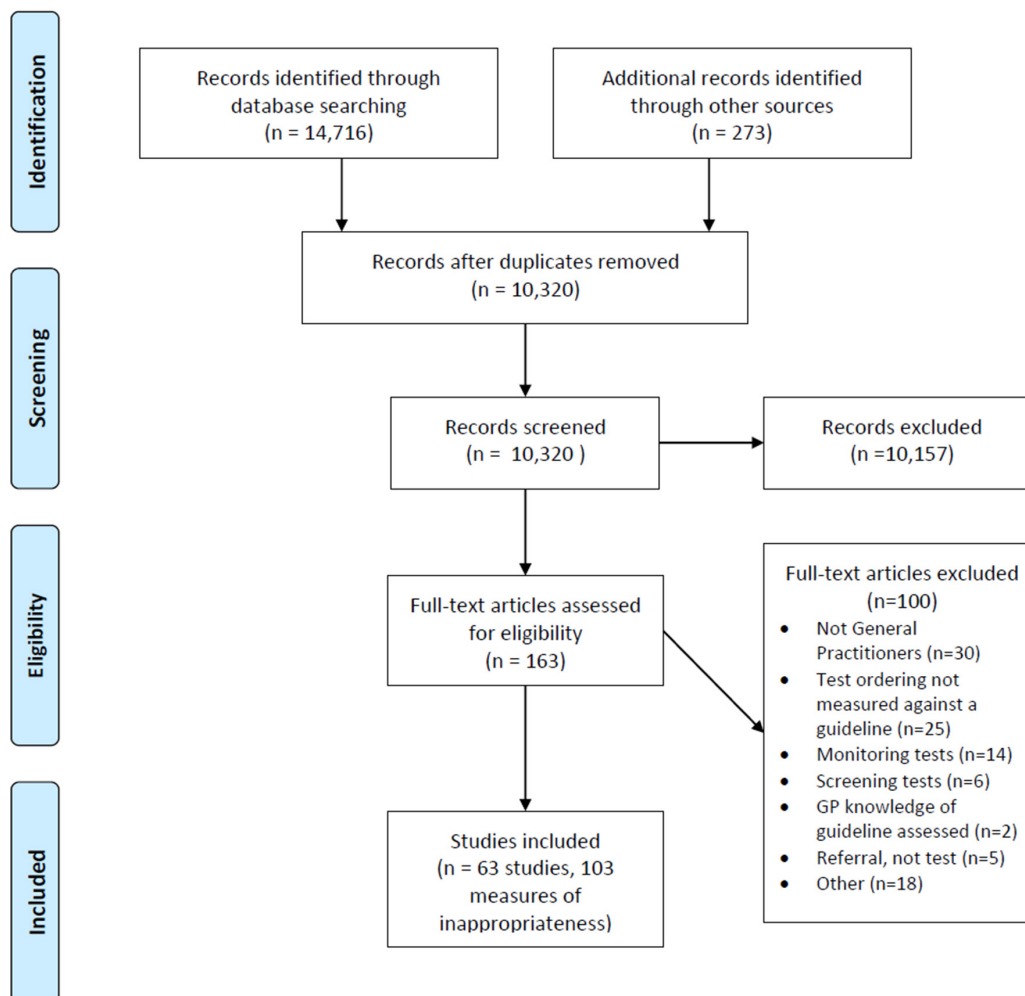 Identification
Records identified through
database searching
(n = 14,716)
Additional records identified
through other sources
(n = 273)
Records after duplicates removed
(n = 10,320)
Screening
Records screened
(n = 10,320 )
Records excluded
(n =10,157)
Eligibility
Full-text articles assessed
for eligibility
(n = 163)
Full-text articles excluded
(n=100)
• Not General
Practitioners (n=30)
• Test ordering not
measured against a
guideline (n=25)
• Monitoring tests (n=14)
• Screening tests (n=6)
• GP knowledge of
guideline assessed (n=2)
• Referral, not test (n=5)
• Other (n=18)
Included
Studies included
(n = 63 studies, 103
measures of
inappropriateness)